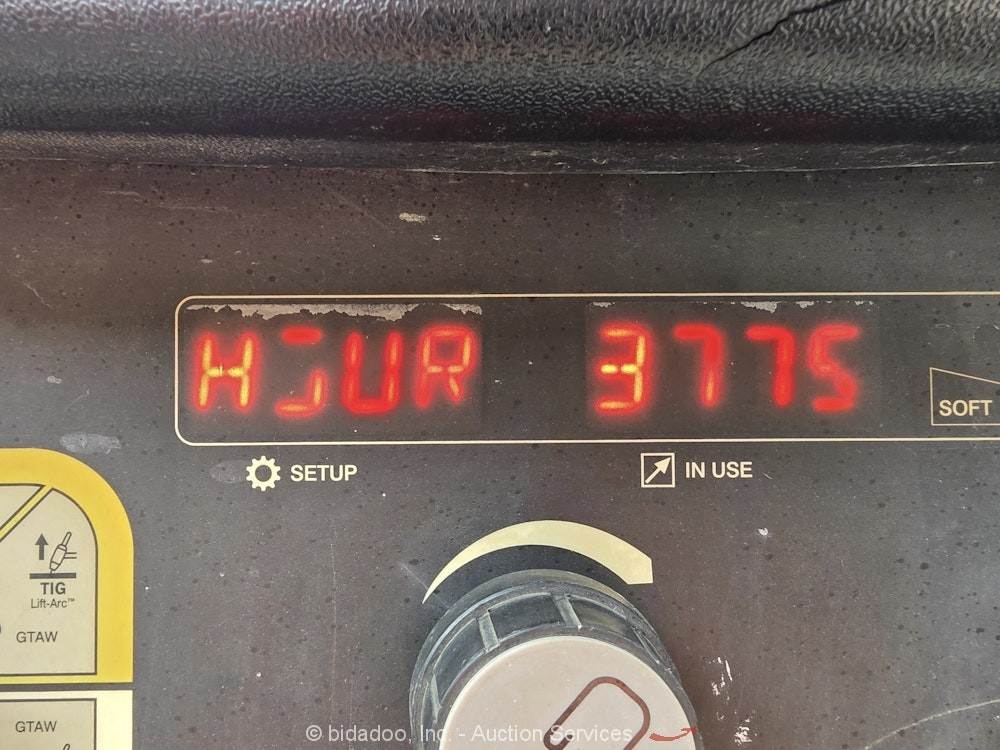 HOUR 3775
SOFT
SETUP
IN USE
TIG
Lift-Arc™
GTAW
GTAW
© bidadoo, Inc. - Auction Services